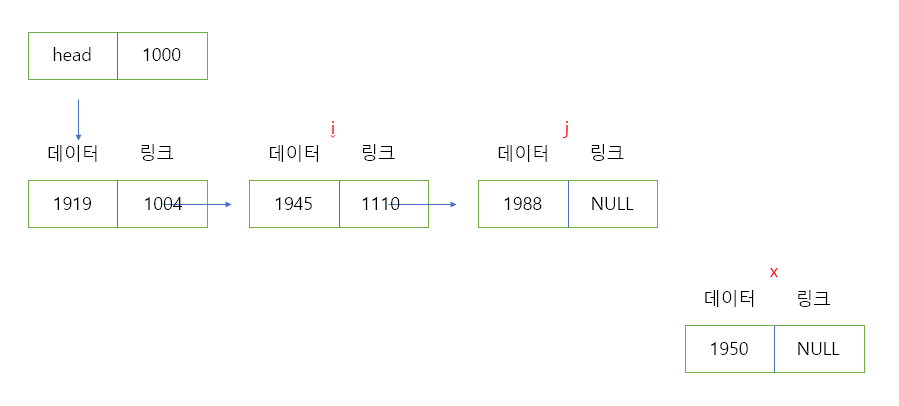 head 1000
i j
데이터 링크 데이터 링크 데이터 링크
1919 1004 1945 1110 1988 NULL
x
데이터 링크
1950 NULL